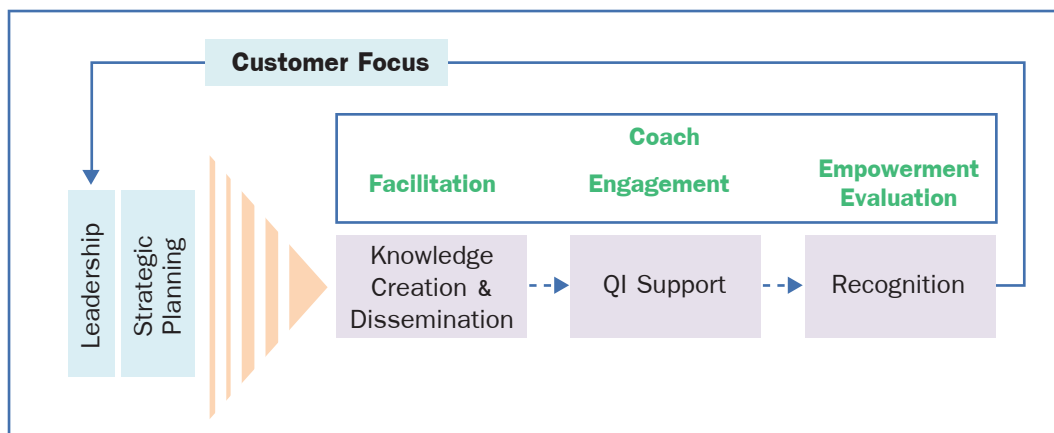 Customer Focus
Coach
Facilitation
Engagement
Empowerment
Evaluation
Leadership
Strategic
Planning
Knowledge
Creation &
Dissemination
QI Support
Recognition